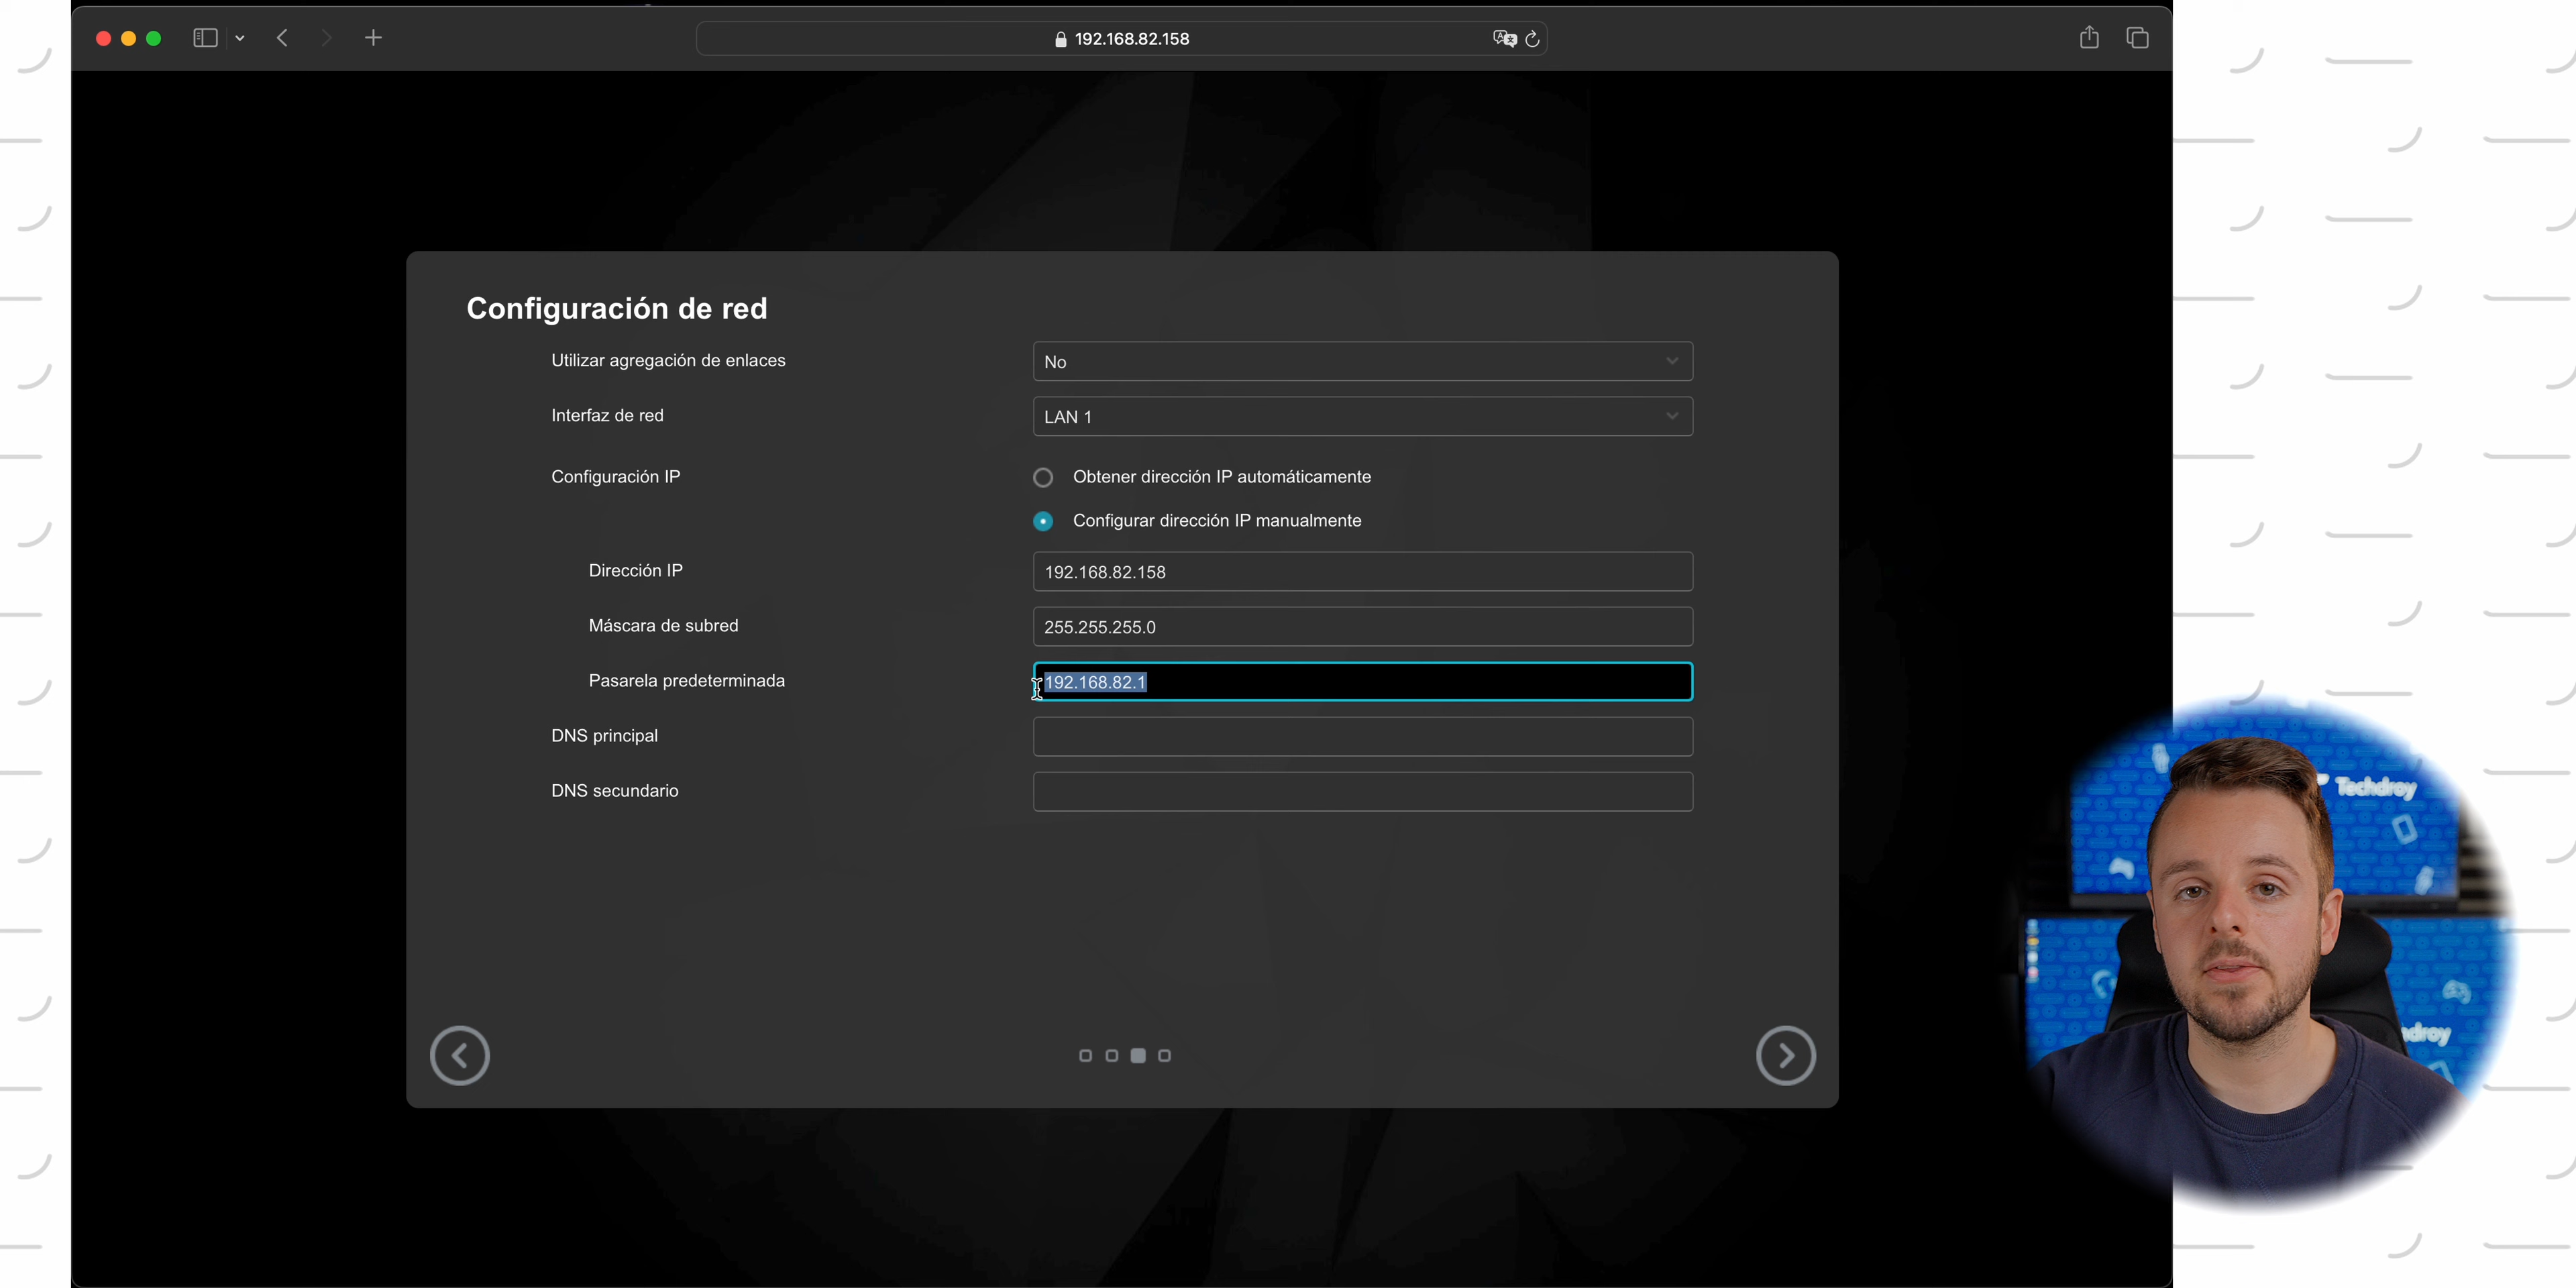 192.168.82.158
Configuración de red
Utilizar agregación de enlaces
No
Interfaz de red
LAN 1
Configuración IP
Obtener dirección IP automáticamente
Configurar dirección IP manualmente
Dirección IP
192.168.82.158
Máscara de subred
255.255.255.0
Pasarela predeterminada
192.168.82.1
DNS principal
DNS secundario
Techdroy